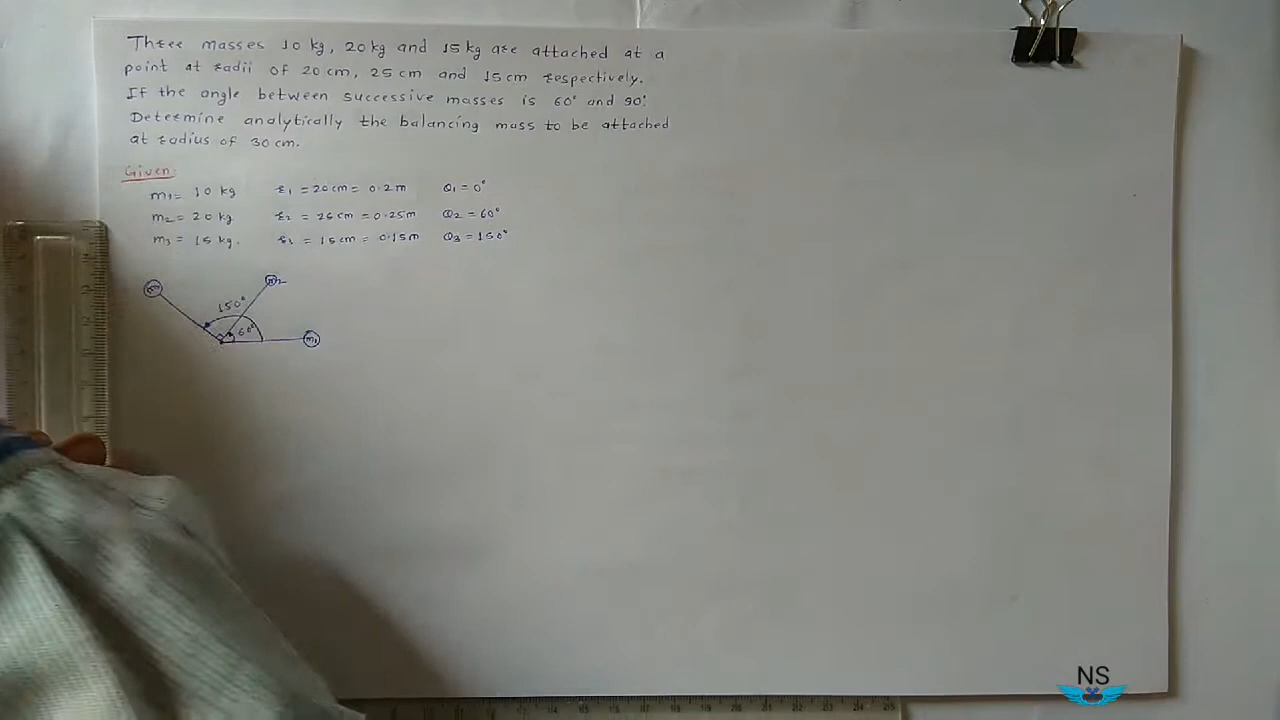 Three masses 10 kg, 20 kg and 15 kg are attached at a
point at radii of 20 cm, 25 cm and 15 cm respectively.
If the angle between successive masses is 60° and 90°.
Determine analytically the balancing mass to be attached
at radius of 30 cm.
Given:
m1 = 10 kg r1 = 20 cm = 0.2 m θ1 = 0°
m2 = 20 kg r2 = 25 cm = 0.25 m θ2 = 60°
m3 = 15 kg. r3 = 15 cm = 0.15 m θ3 = 150°
m2
150°
60°
m1
NS